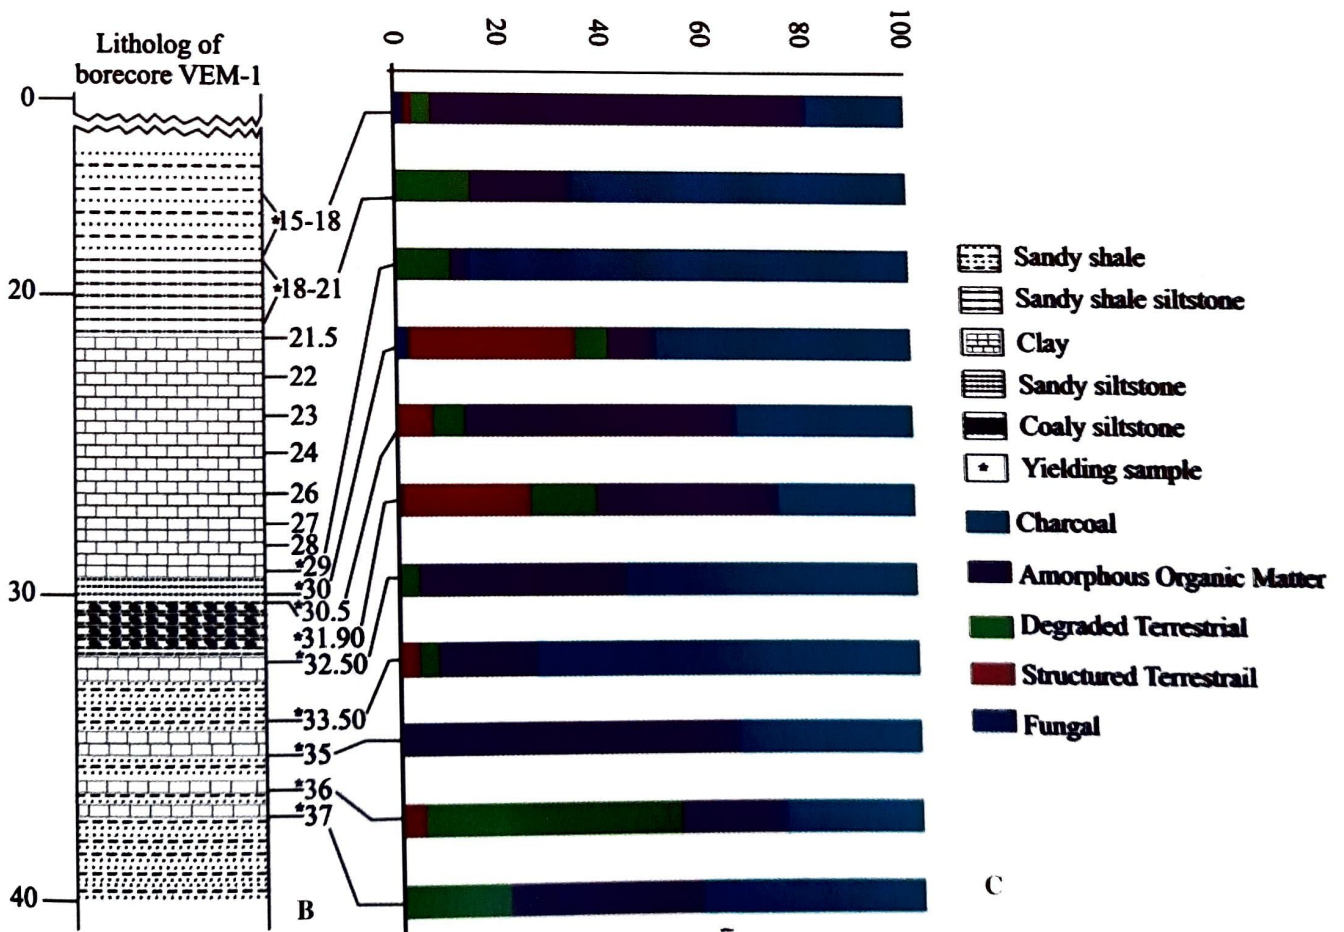 Litholog of
borecore VEM-1
0
20
30
40
*15-18
*18-21
21.5
22
23
24
26
27
28
*29
*30
*30.5
*31.90
*32.50
*33.50
*35
*36
*37
B
0 20 40 60 80 100
Sandy shale
Sandy shale siltstone
Clay
Sandy siltstone
Coaly siltstone
* Yielding sample
Charcoal
Amorphous Organic Matter
Degraded Terrestrial
Structured Terrestrail
Fungal
C